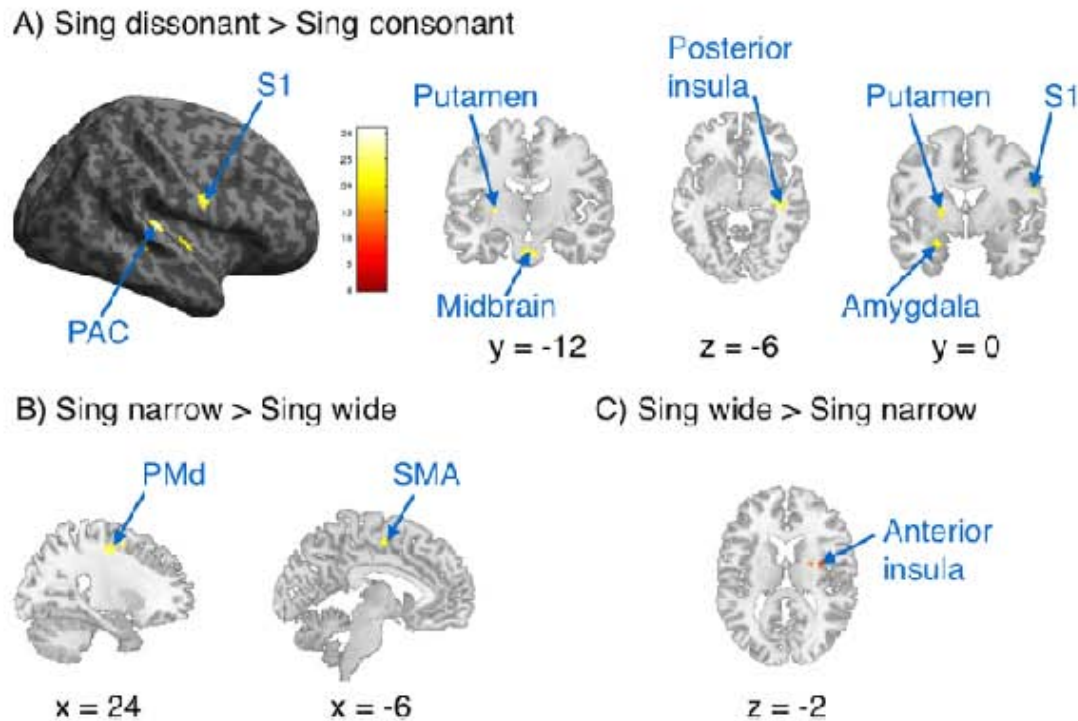 A) Sing dissonant > Sing consonant
S1
Putamen
Posterior
insula
Putamen
S1
PAC
Midbrain
Amygdala
y = -12
z = -6
y = 0
B) Sing narrow > Sing wide
C) Sing wide > Sing narrow
PMd
SMA
Anterior
insula
x = 24
x = -6
z = -2